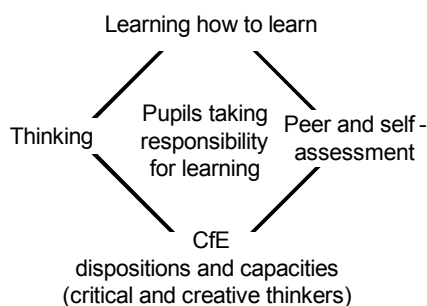 Learning how to learn
Thinking
Pupils taking
responsibility
for learning
Peer and self -
assessment
CfE
dispositions and capacities
(critical and creative thinkers)